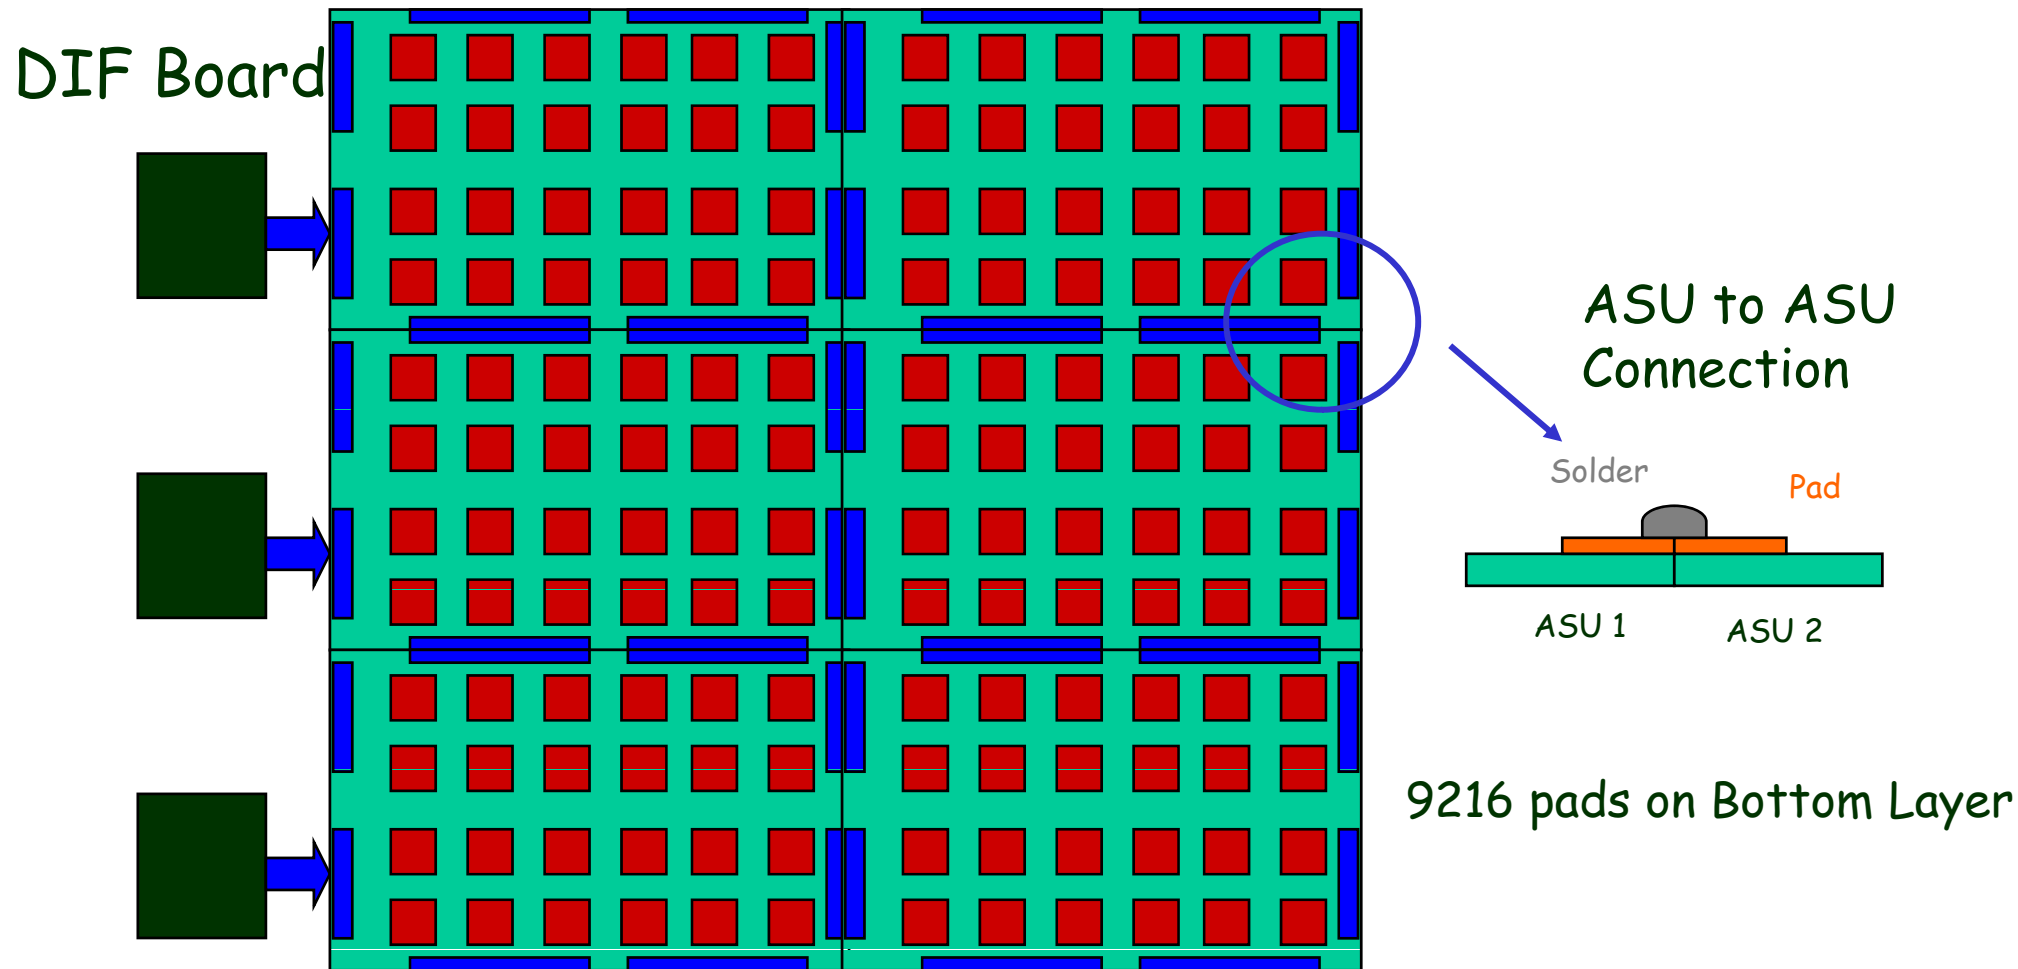 DIF Board
ASU to ASU
Connection
Solder
Pad
ASU 1
ASU 2
9216 pads on Bottom Layer